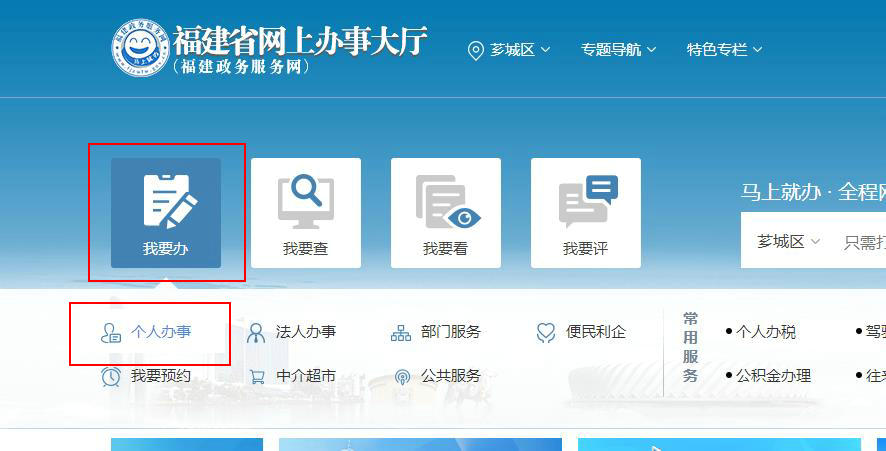 福建省网上办事大厅
(福建政务服务网)
芗城区 专题导航 特色专栏
我要办 我要查 我要看 我要评
马上就办 · 全程网
芗城区 只需打
个人办事 法人办事 部门服务 便民利企
我要预约 中介超市 公共服务
常用服务
个人办税 驾驶
公积金办理 往来